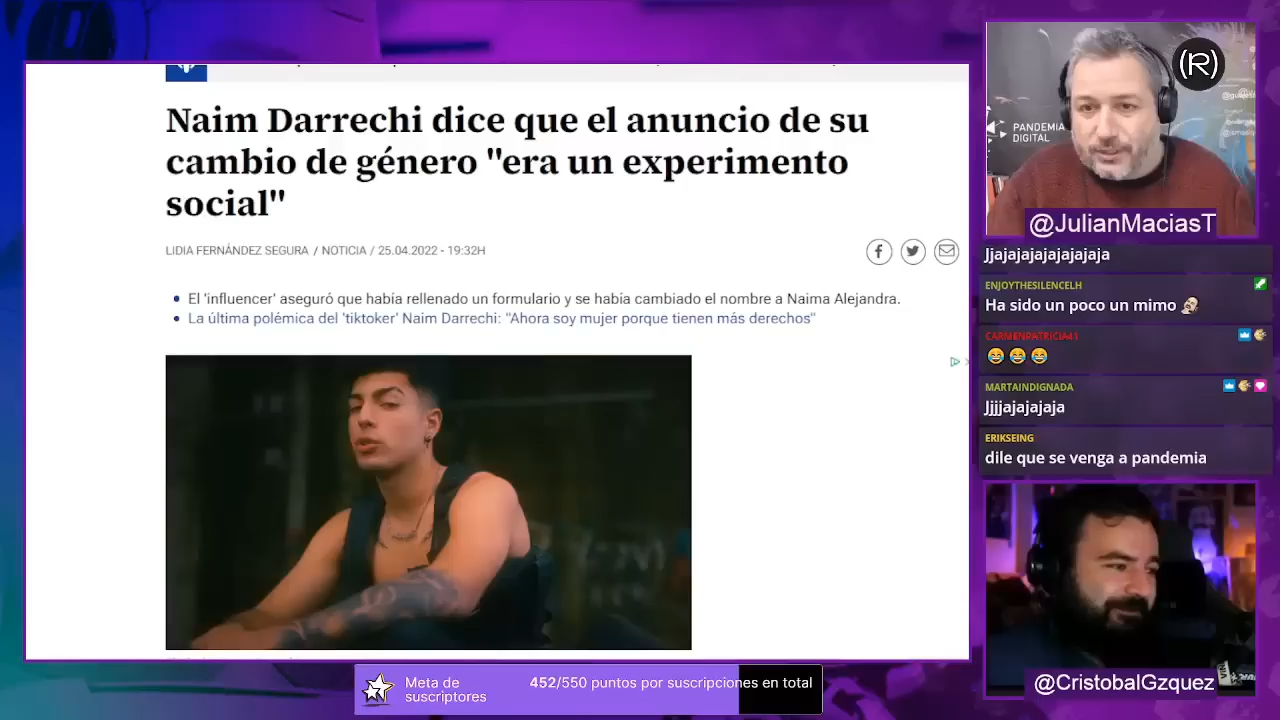 Naim Darrechi dice que el anuncio de su
cambio de género "era un experimento
social"
LIDIA FERNÁNDEZ SEGURA / NOTICIA / 25.04.2022 - 19:32H
El 'influencer' aseguró que había rellenado un formulario y se había cambiado el nombre a Naima Alejandra.
La última polémica del 'tiktoker' Naim Darrechi: "Ahora soy mujer porque tienen más derechos"
(R)
PANDEMIA
DIGITAL
@JulianMaciasT
Jjajajajajajajaja
ENJOYTHESILENCELH
Ha sido un poco un mimo
CARMENPATRICIA41
MARTAINDIGNADA
Jjjjajajajaja
ERIKSEING
dile que se venga a pandemia
@CristobalGzquez
Meta de
suscriptores
452/550 puntos por suscripciones en total